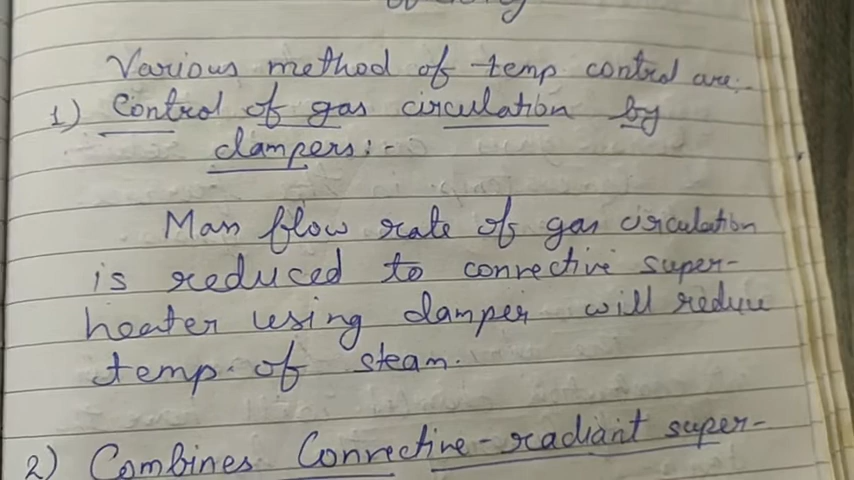 Various method of temp control are:-
1) Control of gas circulation by
dampers:-
Mass flow rate of gas circulation
is reduced to convective super-
heater using damper will reduce
temp. of steam.
2) Combines Convective-radiant super-